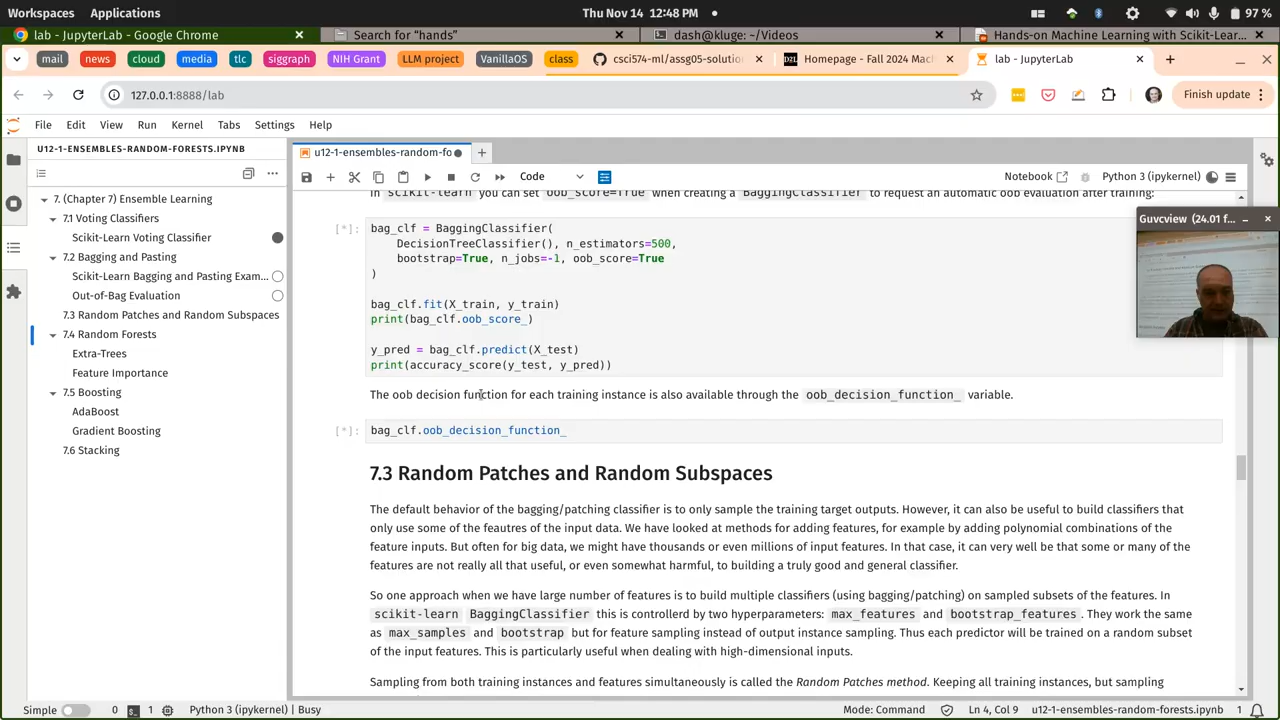 Workspaces Applications Thu Nov 14 12:48 PM 97 %
lab - JupyterLab - Google Chrome Search for “hands” dash@kluge: ~/Videos Hands-on Machine Learning with Scikit-Lear...
mail news cloud media tlc siggraph NIH Grant LLM project VanillaOS class csci574-ml/assg05-solutio Homepage - Fall 2024 Mac lab - JupyterLab
127.0.0.1:8888/lab Finish update
File Edit View Run Kernel Tabs Settings Help
U12-1-ENSEMBLES-RANDOM-FORESTS.IPYNB
7. (Chapter 7) Ensemble Learning
7.1 Voting Classifiers
Scikit-Learn Voting Classifier
7.2 Bagging and Pasting
Scikit-Learn Bagging and Pasting Exam...
Out-of-Bag Evaluation
7.3 Random Patches and Random Subspaces
7.4 Random Forests
Extra-Trees
Feature Importance
7.5 Boosting
AdaBoost
Gradient Boosting
7.6 Stacking
u12-1-ensembles-random-fo
Code Notebook Python 3 (ipykernel)
In scikit-learn you can set oob_score=True when creating a BaggingClassifier to request an automatic oob evaluation after training:
[*]: bag_clf = BaggingClassifier(
DecisionTreeClassifier(), n_estimators=500,
bootstrap=True, n_jobs=-1, oob_score=True
)
bag_clf.fit(X_train, y_train)
print(bag_clf.oob_score_)
y_pred = bag_clf.predict(X_test)
print(accuracy_score(y_test, y_pred))
The oob decision function for each training instance is also available through the oob_decision_function_ variable.
[*]: bag_clf.oob_decision_function_
7.3 Random Patches and Random Subspaces
The default behavior of the bagging/patching classifier is to only sample the training target outputs. However, it can also be useful to build classifiers that
only use some of the feautres of the input data. We have looked at methods for adding features, for example by adding polynomial combinations of the
feature inputs. But often for big data, we might have thousands or even millions of input features. In that case, it can very well be that some or many of the
features are not really all that useful, or even somewhat harmful, to building a truly good and general classifier.
So one approach when we have large number of features is to build multiple classifiers (using bagging/patching) on sampled subsets of the features. In
scikit-learn BaggingClassifier this is controllerd by two hyperparameters: max_features and bootstrap_features. They work the same
as max_samples and bootstrap but for feature sampling instead of output instance sampling. Thus each predictor will be trained on a random subset
of the input features. This is particularly useful when dealing with high-dimensional inputs.
Sampling from both training instances and features simultaneously is called the Random Patches method. Keeping all training instances, but sampling
Guvcview (24.01 f...
Simple 0 1 Python 3 (ipykernel) | Busy Mode: Command Ln 4, Col 9 u12-1-ensembles-random-forests.ipynb 1